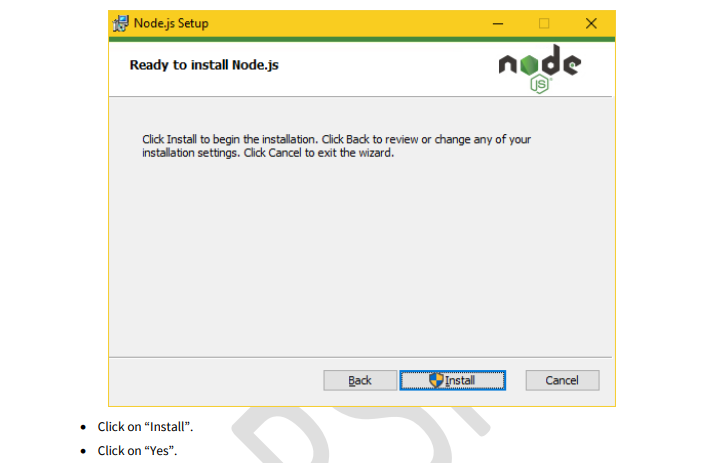 Node.js Setup
Ready to install Node.js
node
JS
Click Install to begin the installation. Click Back to review or change any of your
installation settings. Click Cancel to exit the wizard.
Back
Install
Cancel
• Click on “Install”.
• Click on “Yes”.